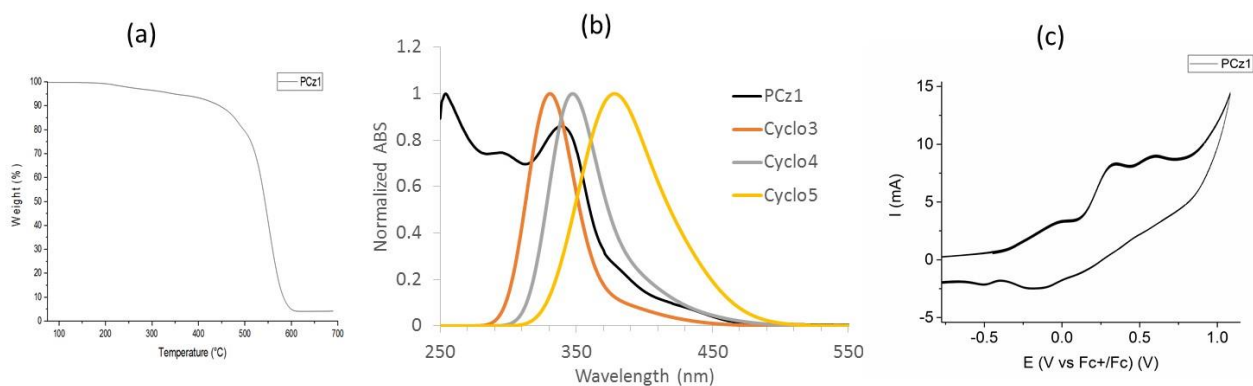 (a)
PCz1
100
90
80
70
60
50
40
30
20
10
0
Weight (%)
100 200 300 400 500 600 700
Temperature (°C)
(b)
1.2
1
0.8
0.6
0.4
0.2
0
Normalized ABS
PCz1
Cyclo3
Cyclo4
Cyclo5
250 350 450 550
Wavelength (nm)
(c)
PCz1
15
10
5
0
-5
I (mA)
-0.5 0.0 0.5 1.0
E (V vs Fc+/Fc) (V)